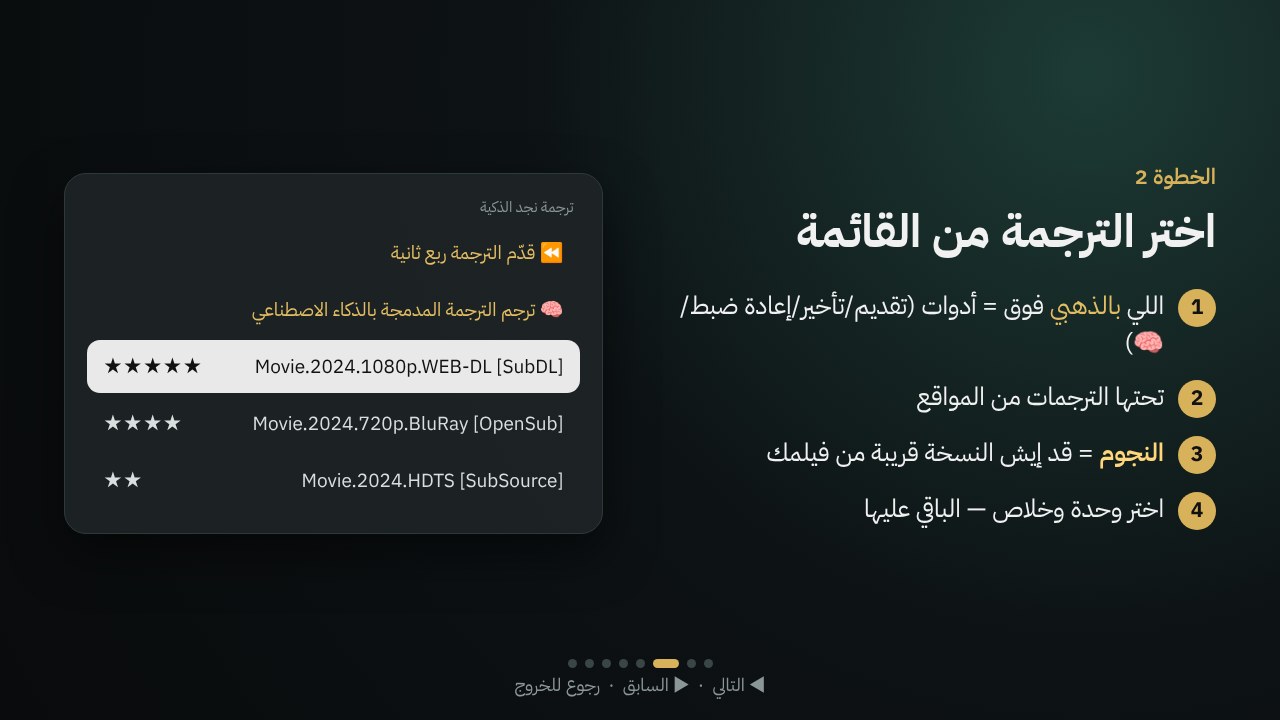 الخطوة 2
اختر الترجمة من القائمة
1 اللي بالذهبي فوق = أدوات (تقديم/تأخير/إعادة ضبط/
🧠)
2 تحتها الترجمات من المواقع
3 النجوم = قد إيش النسخة قريبة من فيلمك
4 اختر وحدة وخلاص — الباقي عليها
ترجمة نجد الذكية
⏪ قدّم الترجمة ربع ثانية
🧠 ترجم الترجمة المدمجة بالذكاء الاصطناعي
Movie.2024.1080p.WEB-DL [SubDL] ★★★★★
Movie.2024.720p.BluRay [OpenSub] ★★★★
Movie.2024.HDTS [SubSource] ★★
◀ التالي · ▶ السابق · رجوع للخروج